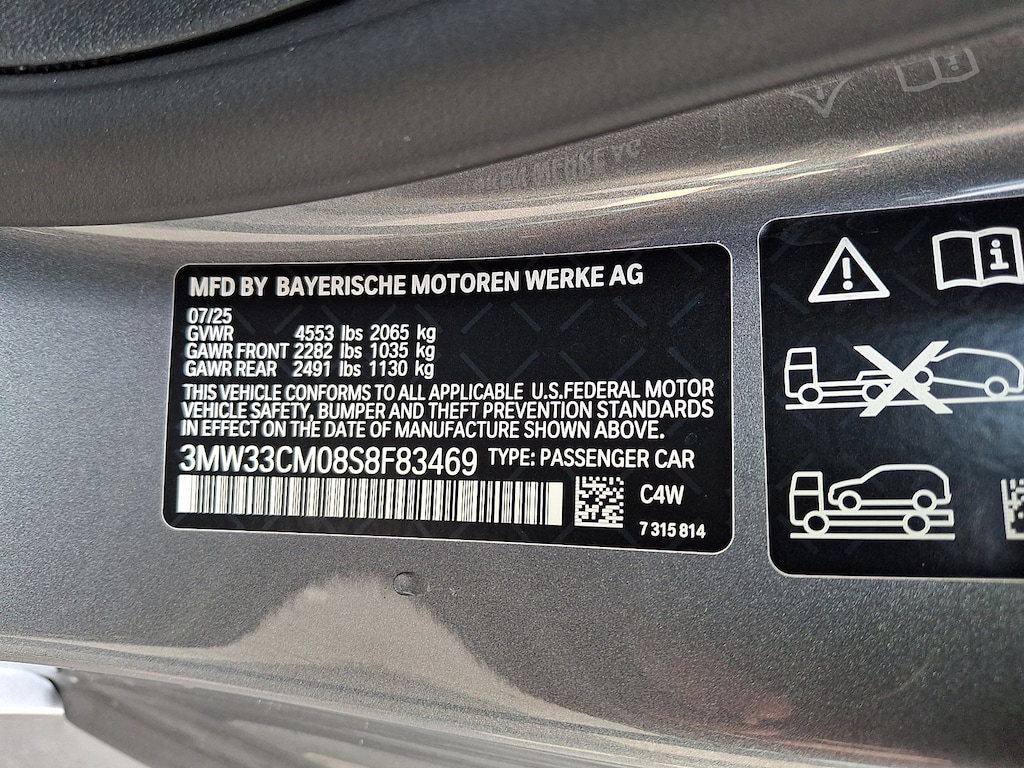 MFD BY BAYERISCHE MOTOREN WERKE AG
07/25
GVWR 4553 lbs 2065 kg
GAWR FRONT 2282 lbs 1035 kg
GAWR REAR 2491 lbs 1130 kg
THIS VEHICLE CONFORMS TO ALL APPLICABLE U.S.FEDERAL MOTOR
VEHICLE SAFETY, BUMPER AND THEFT PREVENTION STANDARDS
IN EFFECT ON THE DATE OF MANUFACTURE SHOWN ABOVE.
3MW33CM08S8F83469 TYPE: PASSENGER CAR
C4W
7 315 814